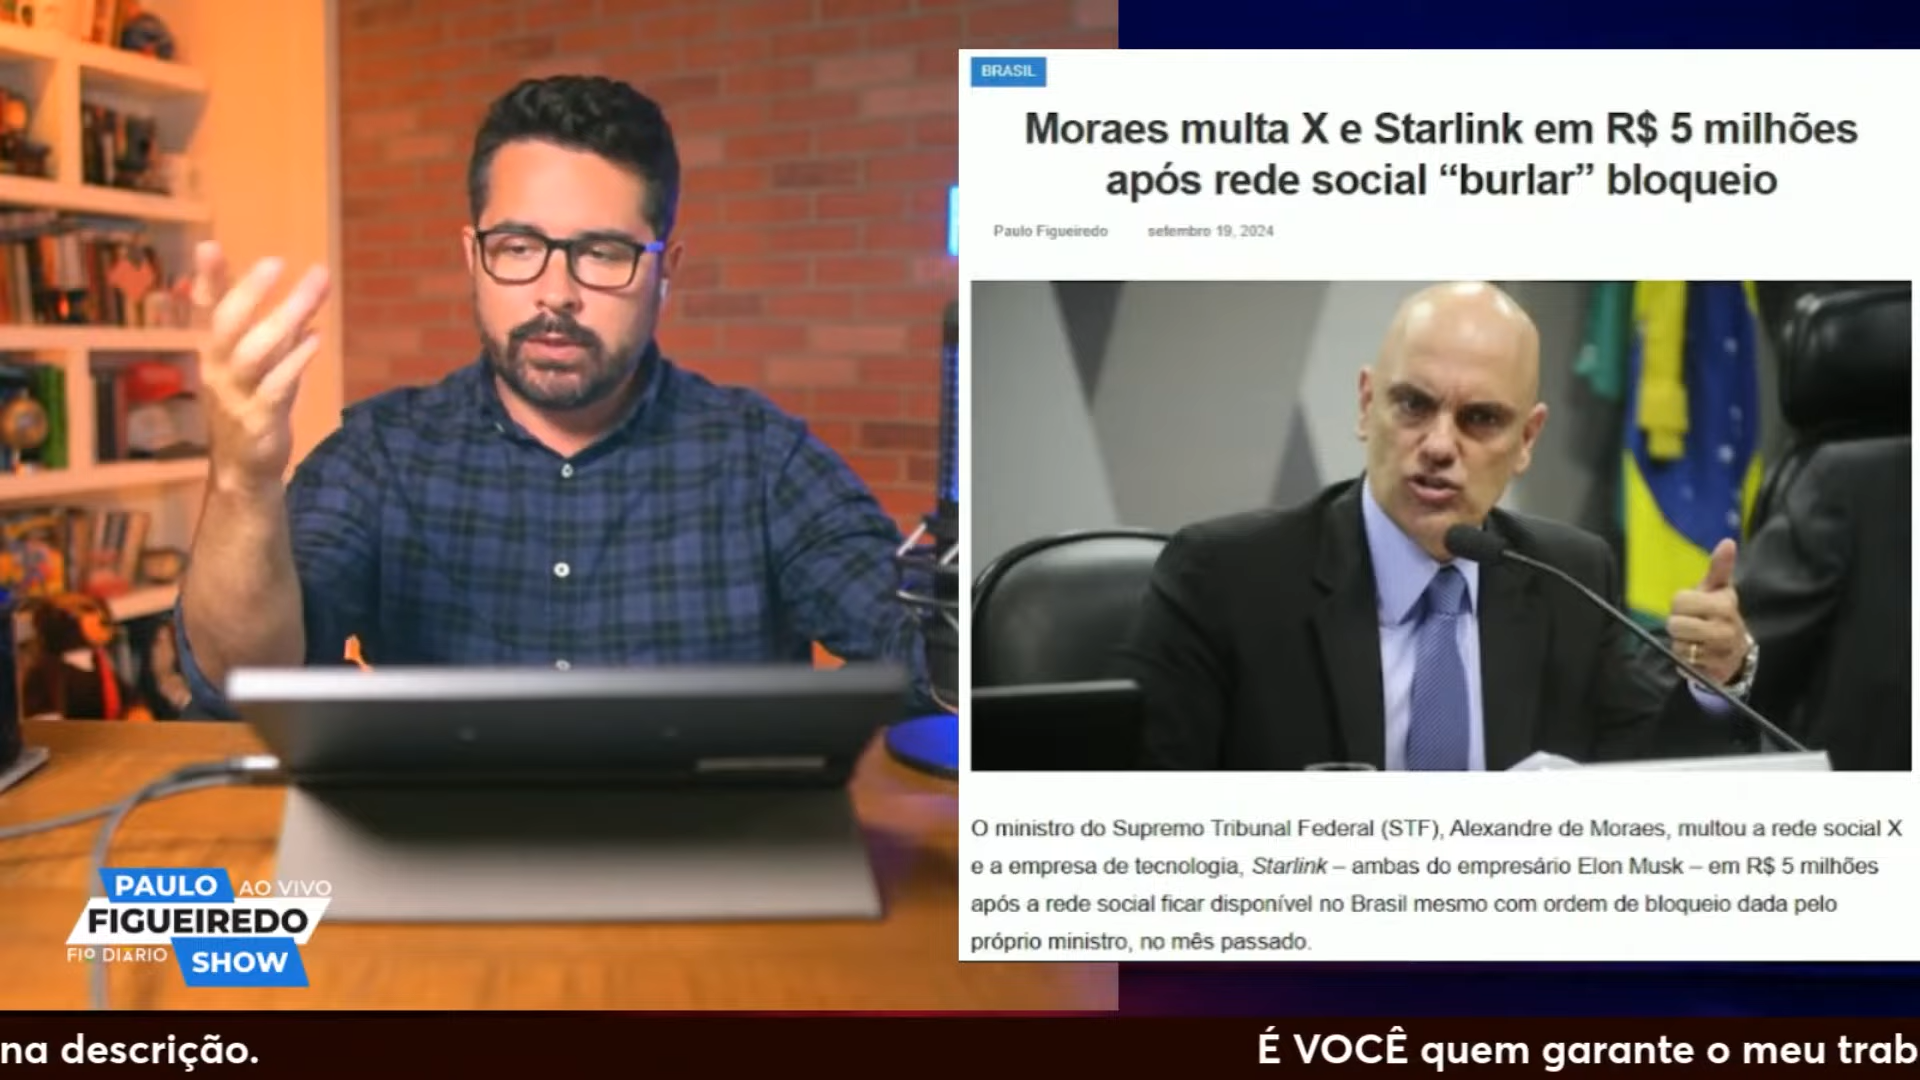 BRASIL
Moraes multa X e Starlink em R$ 5 milhões
após rede social “burlar” bloqueio
Paulo Figueiredo setembro 19, 2024
O ministro do Supremo Tribunal Federal (STF), Alexandre de Moraes, multou a rede social X
e a empresa de tecnologia, Starlink – ambas do empresário Elon Musk – em R$ 5 milhões
após a rede social ficar disponível no Brasil mesmo com ordem de bloqueio dada pelo
próprio ministro, no mês passado.
PAULO AO VIVO
FIGUEIREDO
FIO DIÁRIO SHOW
na descrição. É VOCÊ quem garante o meu trab